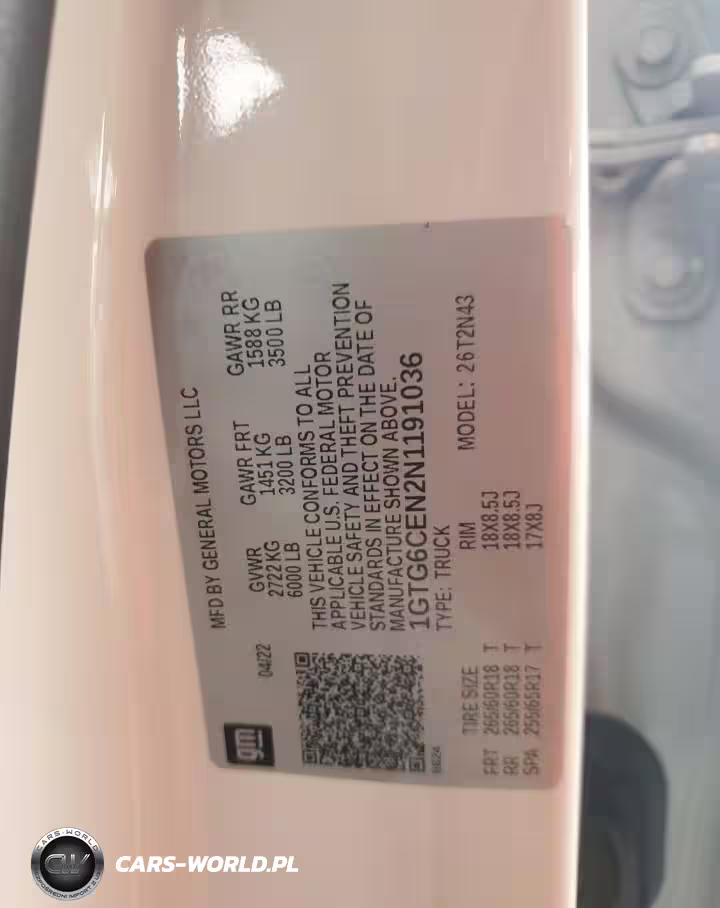 gm
MFD BY GENERAL MOTORS LLC
04/22
GVWR GAWR FRT GAWR RR
2722 KG 1451 KG 1588 KG
6000 LB 3200 LB 3500 LB
THIS VEHICLE CONFORMS TO ALL
APPLICABLE U.S. FEDERAL MOTOR
VEHICLE SAFETY AND THEFT PREVENTION
STANDARDS IN EFFECT ON THE DATE OF
MANUFACTURE SHOWN ABOVE.
1GTG6CEN2N1191036
TYPE: TRUCK MODEL: 26T2N43
TIRE SIZE RIM
FRT 265/60R18 T 18X8.5J
RR 265/60R18 T 18X8.5J
SPA 255/65R17 T 17X8J
CARS-WORLD
CW
CARS-WORLD.PL